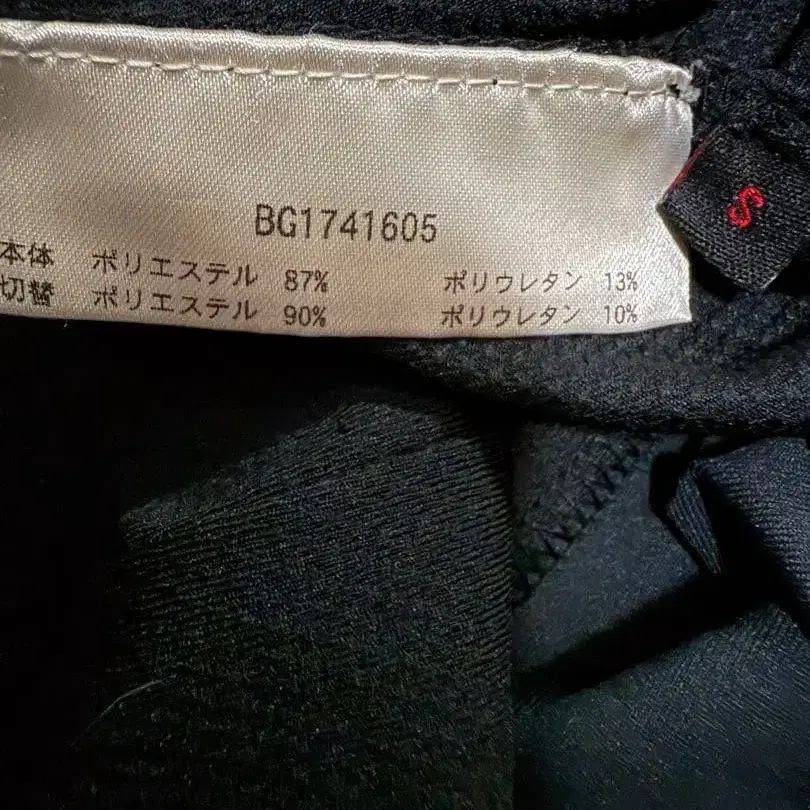 BG1741605
本体 ポリエステル 87% ポリウレタン 13%
切替 ポリエステル 90% ポリウレタン 10%
S